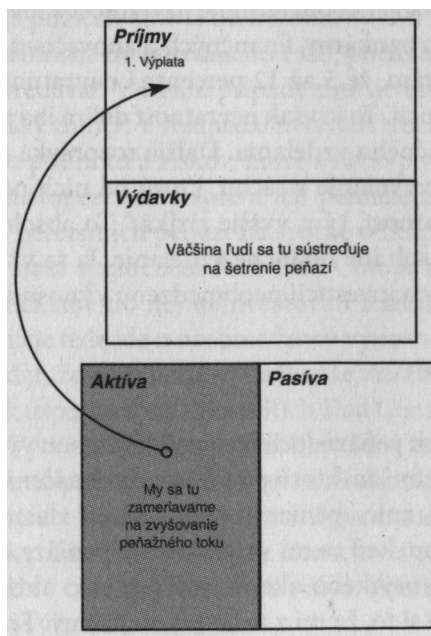 Príjmy
1. Výplata
Výdavky
Väčšina ľudí sa tu sústreďuje
na šetrenie peňazí
Aktíva
Pasíva
My sa tu
zameriavame
na zvyšovanie
peňažného toku